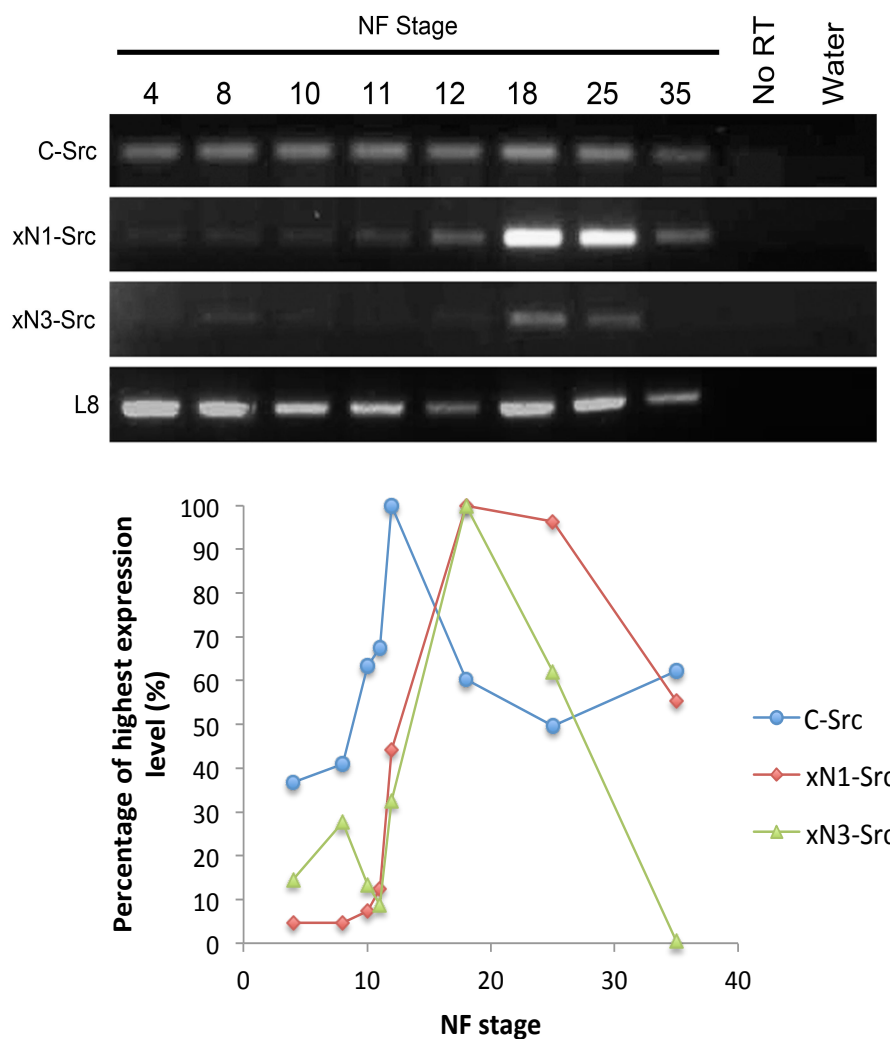 NF Stage
No RT
Water
4 8 10 11 12 18 25 35
C-Src
xN1-Src
xN3-Src
L8
Percentage of highest expression
level (%)
100
90
80
70
60
50
40
30
20
10
0
0 10 20 30 40
NF stage
C-Src
xN1-Src
xN3-Src